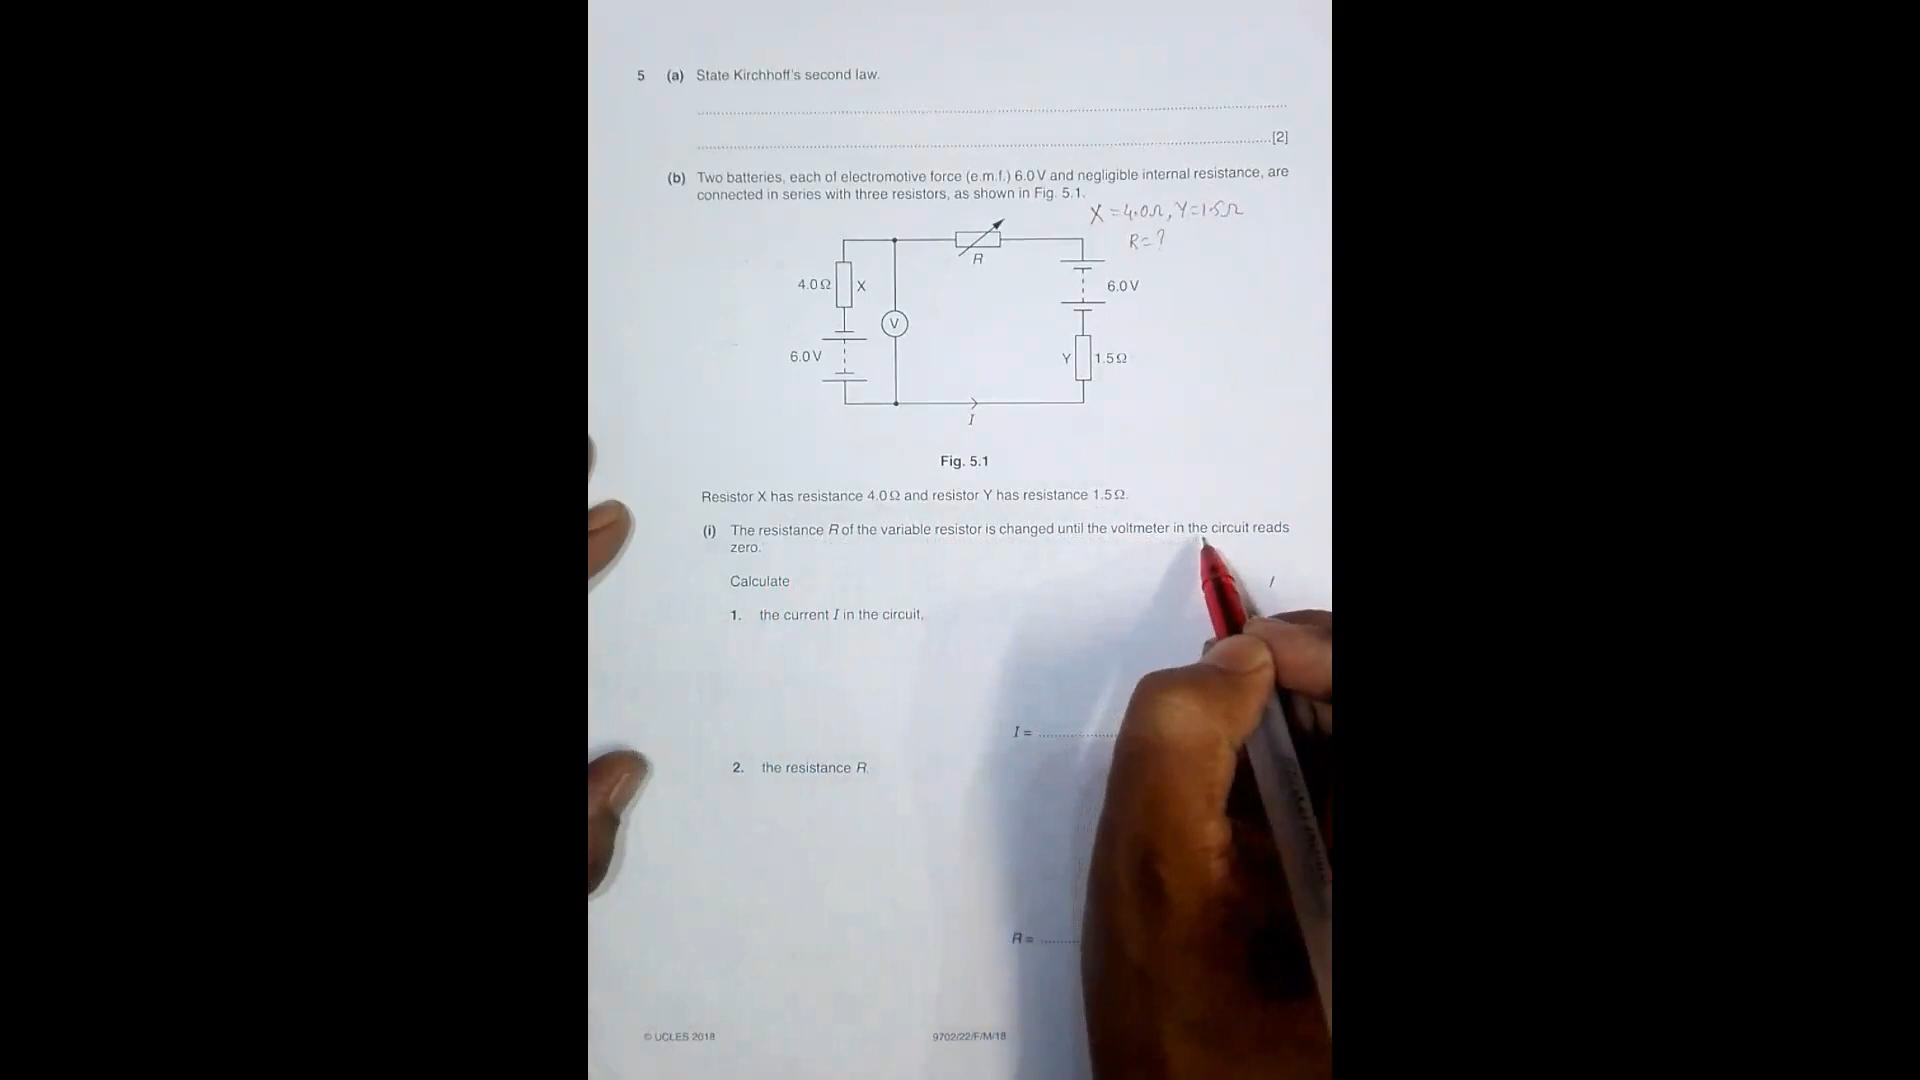 5 (a) State Kirchhoff's second law.
[2]
(b) Two batteries, each of electromotive force (e.m.f.) 6.0V and negligible internal resistance, are
connected in series with three resistors, as shown in Fig. 5.1.
X = 4.0Ω, Y = 1.5Ω
R = ?
R
4.0Ω X
6.0V
V
6.0V
Y 1.5Ω
I
Fig. 5.1
Resistor X has resistance 4.0Ω and resistor Y has resistance 1.5Ω.
(i) The resistance R of the variable resistor is changed until the voltmeter in the circuit reads
zero.
Calculate
1. the current I in the circuit,
I =
2. the resistance R.
R =
© UCLES 2018 9702/22/F/M/18